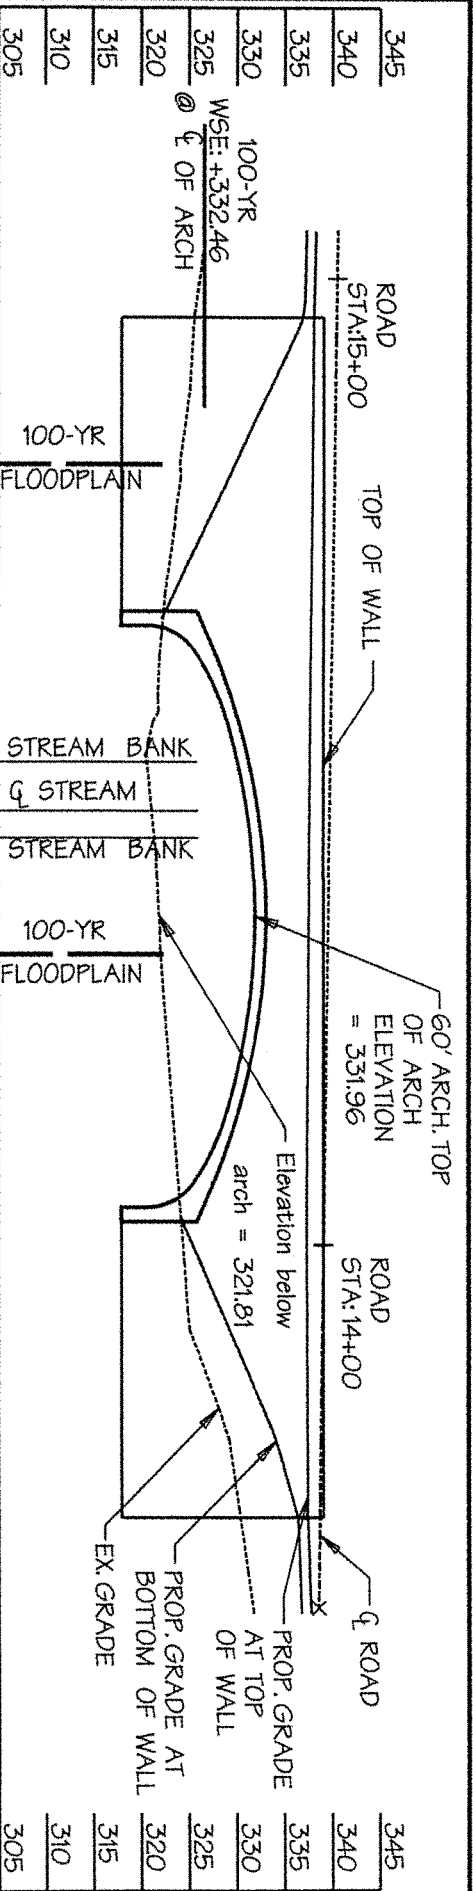 345
340
335
330
325
320
315
310
305
100-YR
WSE: +332.46
@ ℄ OF ARCH
ROAD
STA:15+00
TOP OF WALL
60' ARCH. TOP
OF ARCH
ELEVATION
= 331.96
ROAD
STA: 14+00
℄ ROAD
PROP. GRADE
AT TOP
OF WALL
PROP. GRADE AT
BOTTOM OF WALL
EX. GRADE
Elevation below
arch = 321.81
100-YR
FLOODPLAIN
STREAM BANK
℄ STREAM
STREAM BANK
100-YR
FLOODPLAIN
345
340
335
330
325
320
315
310
305